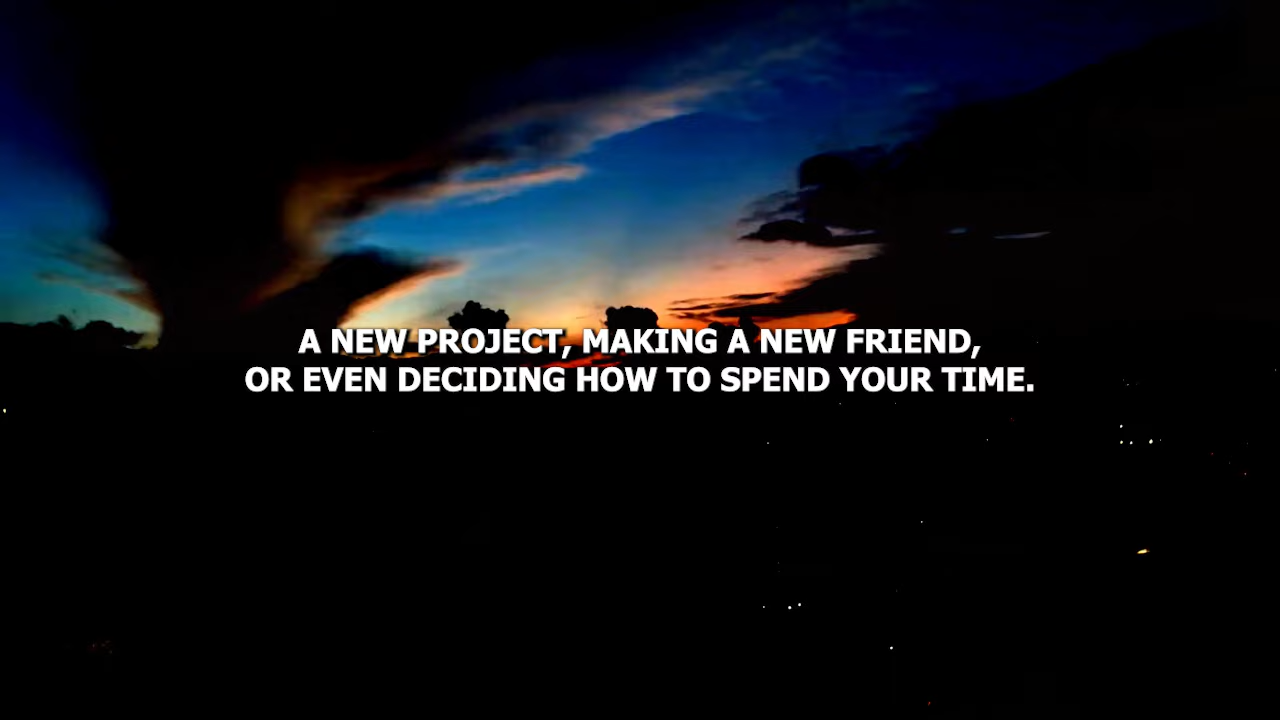 A NEW PROJECT, MAKING A NEW FRIEND,
OR EVEN DECIDING HOW TO SPEND YOUR TIME.